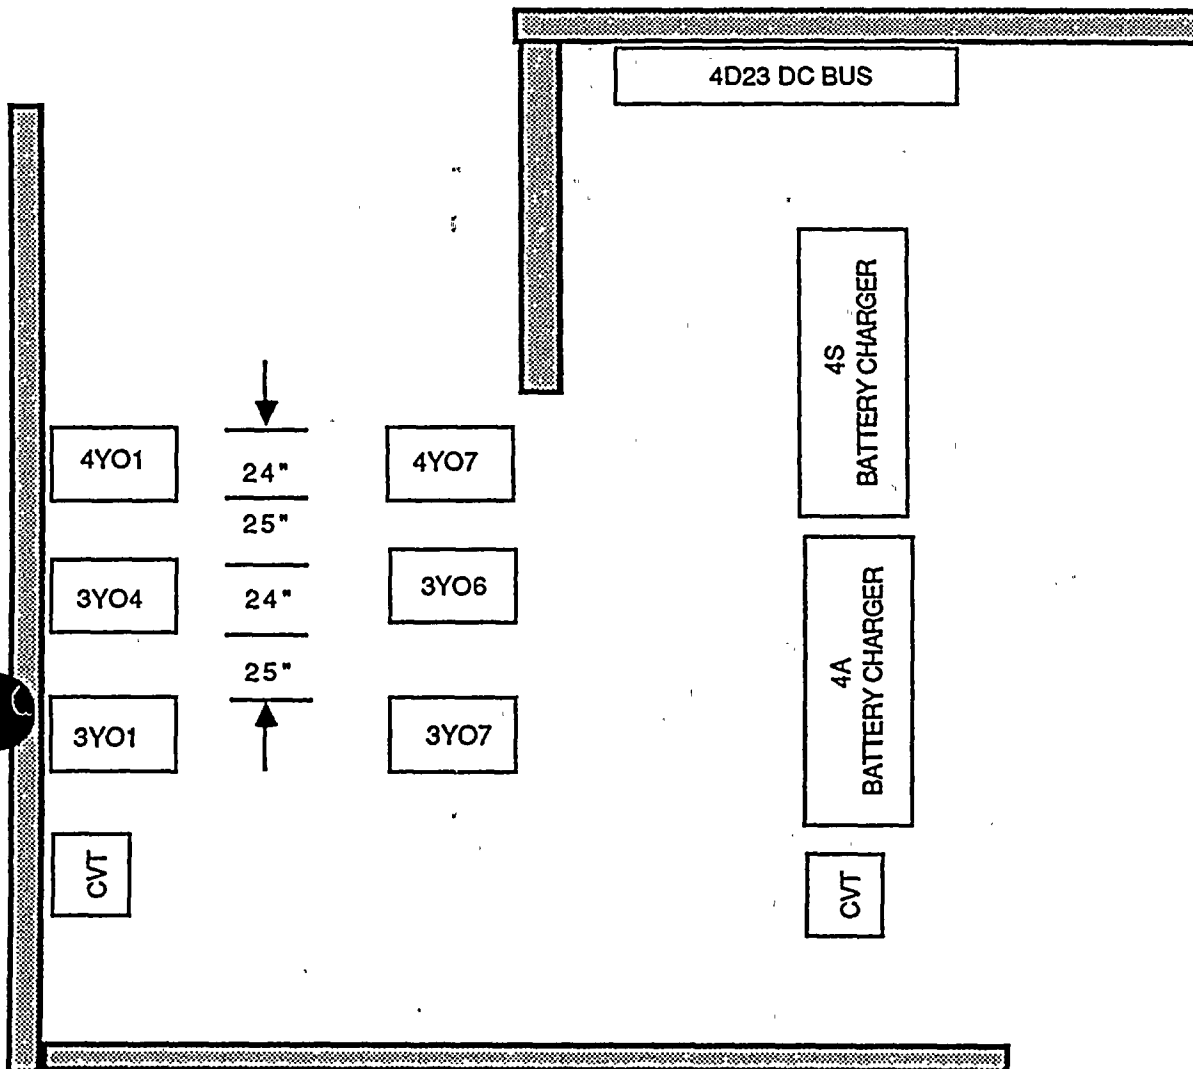 4D23 DC BUS
4S
BATTERY CHARGER
4YO1
24"
4YO7
25"
3YO4
24"
3YO6
4A
BATTERY CHARGER
25"
3YO1
3YO7
CVT
CVT